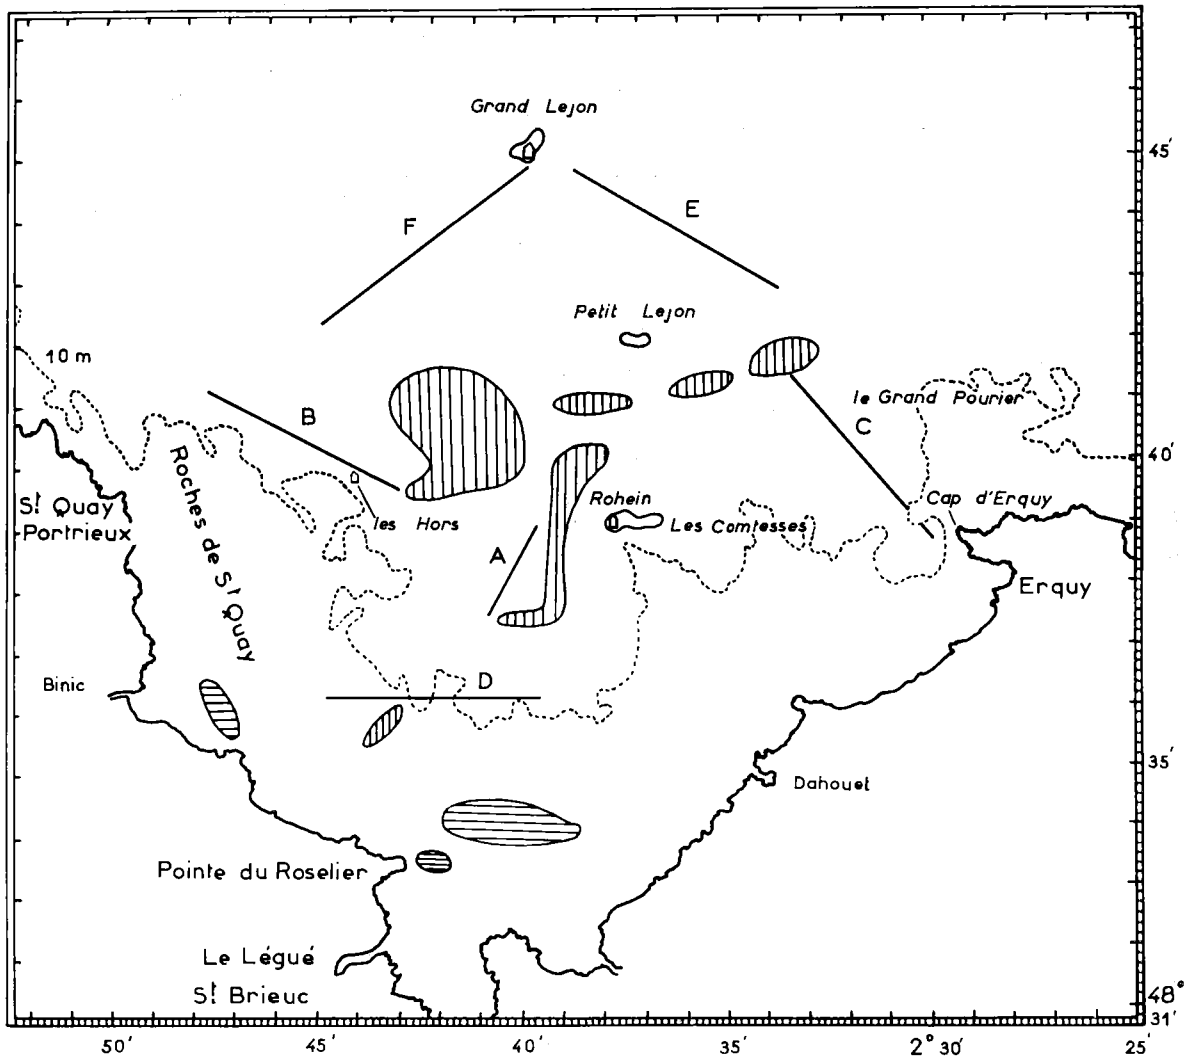 Grand Lejon
45'
F
E
Petit Lejon
10 m
B
le Grand Pourier
C
40'
Roches de St Quay
St Quay
Portrieux
les Hors
Rohein
Les Comtesses
Cap d'Erquy
A
Erquy
Binic
D
35'
Dahouet
Pointe du Roselier
Le Légué
St Brieuc
48°
31'
50' 45' 40' 35' 2° 30' 25'